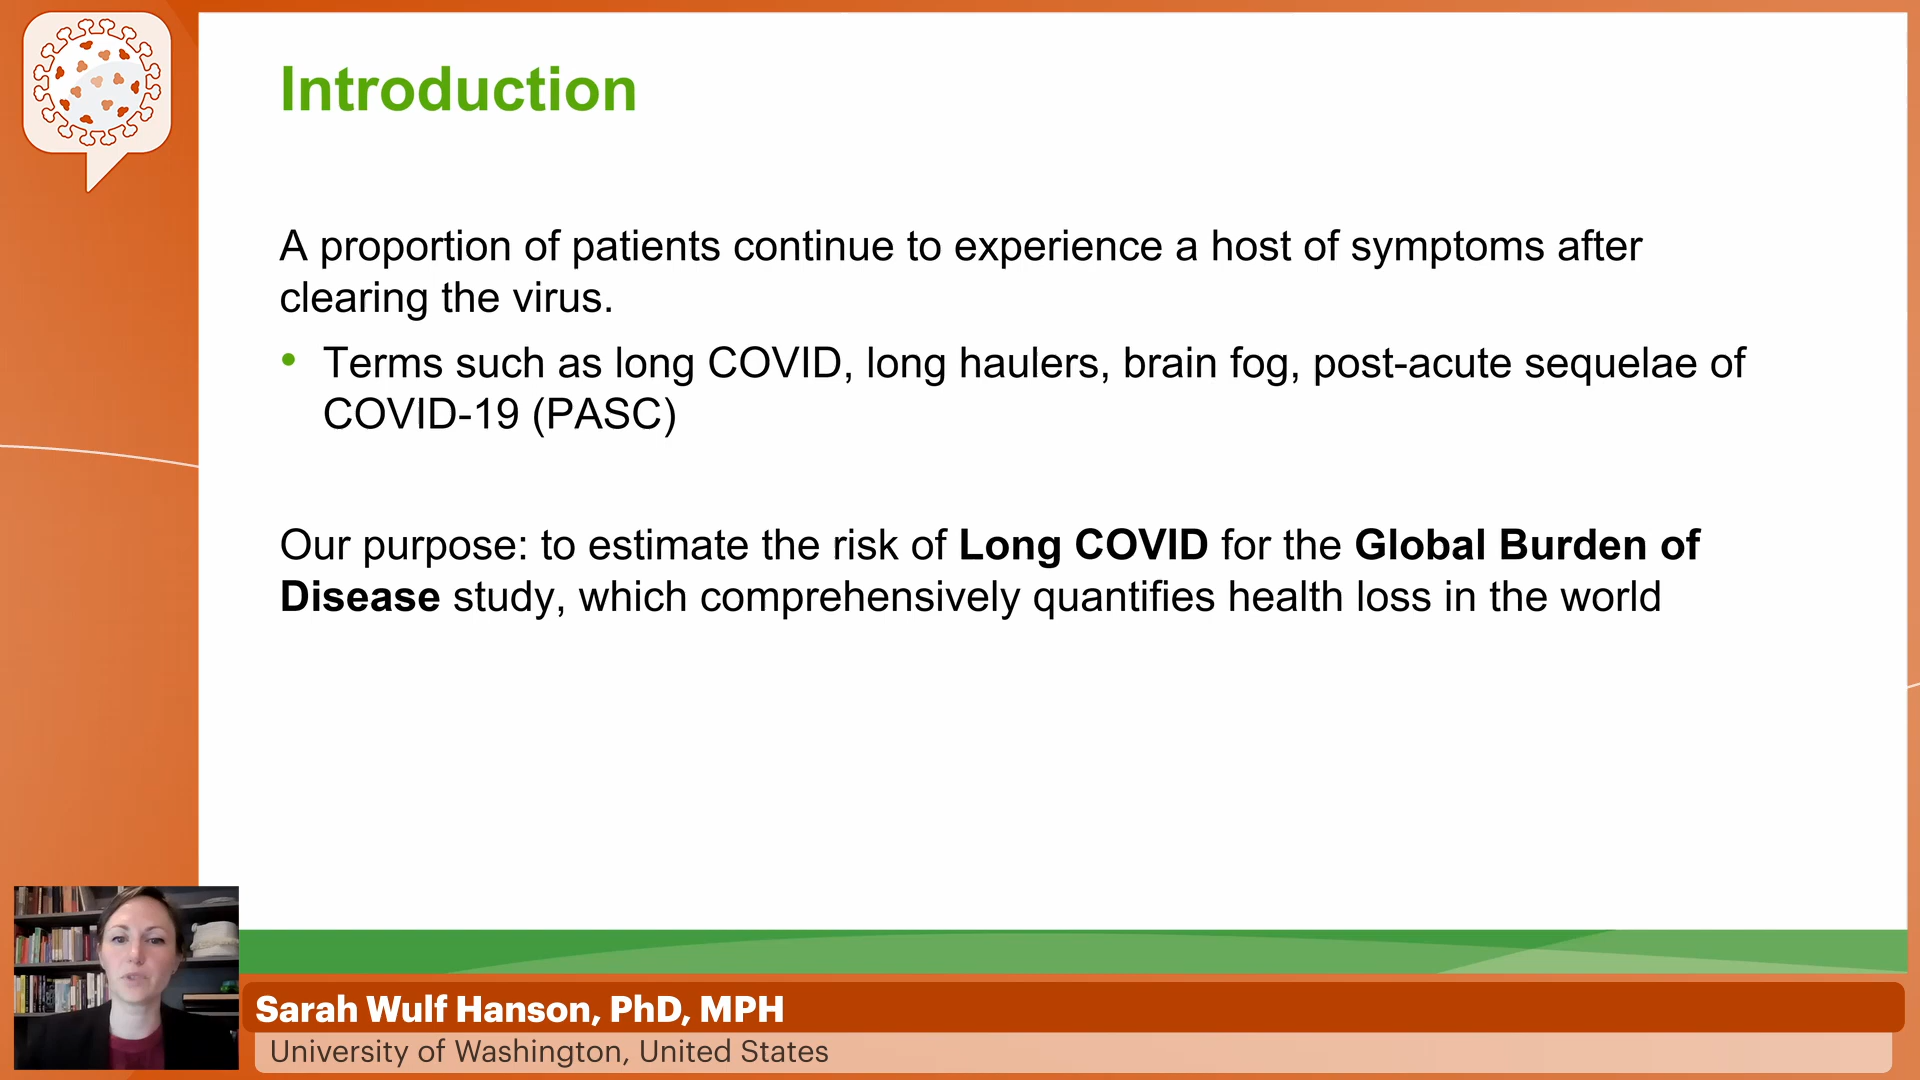 Introduction
A proportion of patients continue to experience a host of symptoms after
clearing the virus.
• Terms such as long COVID, long haulers, brain fog, post-acute sequelae of
COVID-19 (PASC)
Our purpose: to estimate the risk of Long COVID for the Global Burden of
Disease study, which comprehensively quantifies health loss in the world
Sarah Wulf Hanson, PhD, MPH
University of Washington, United States